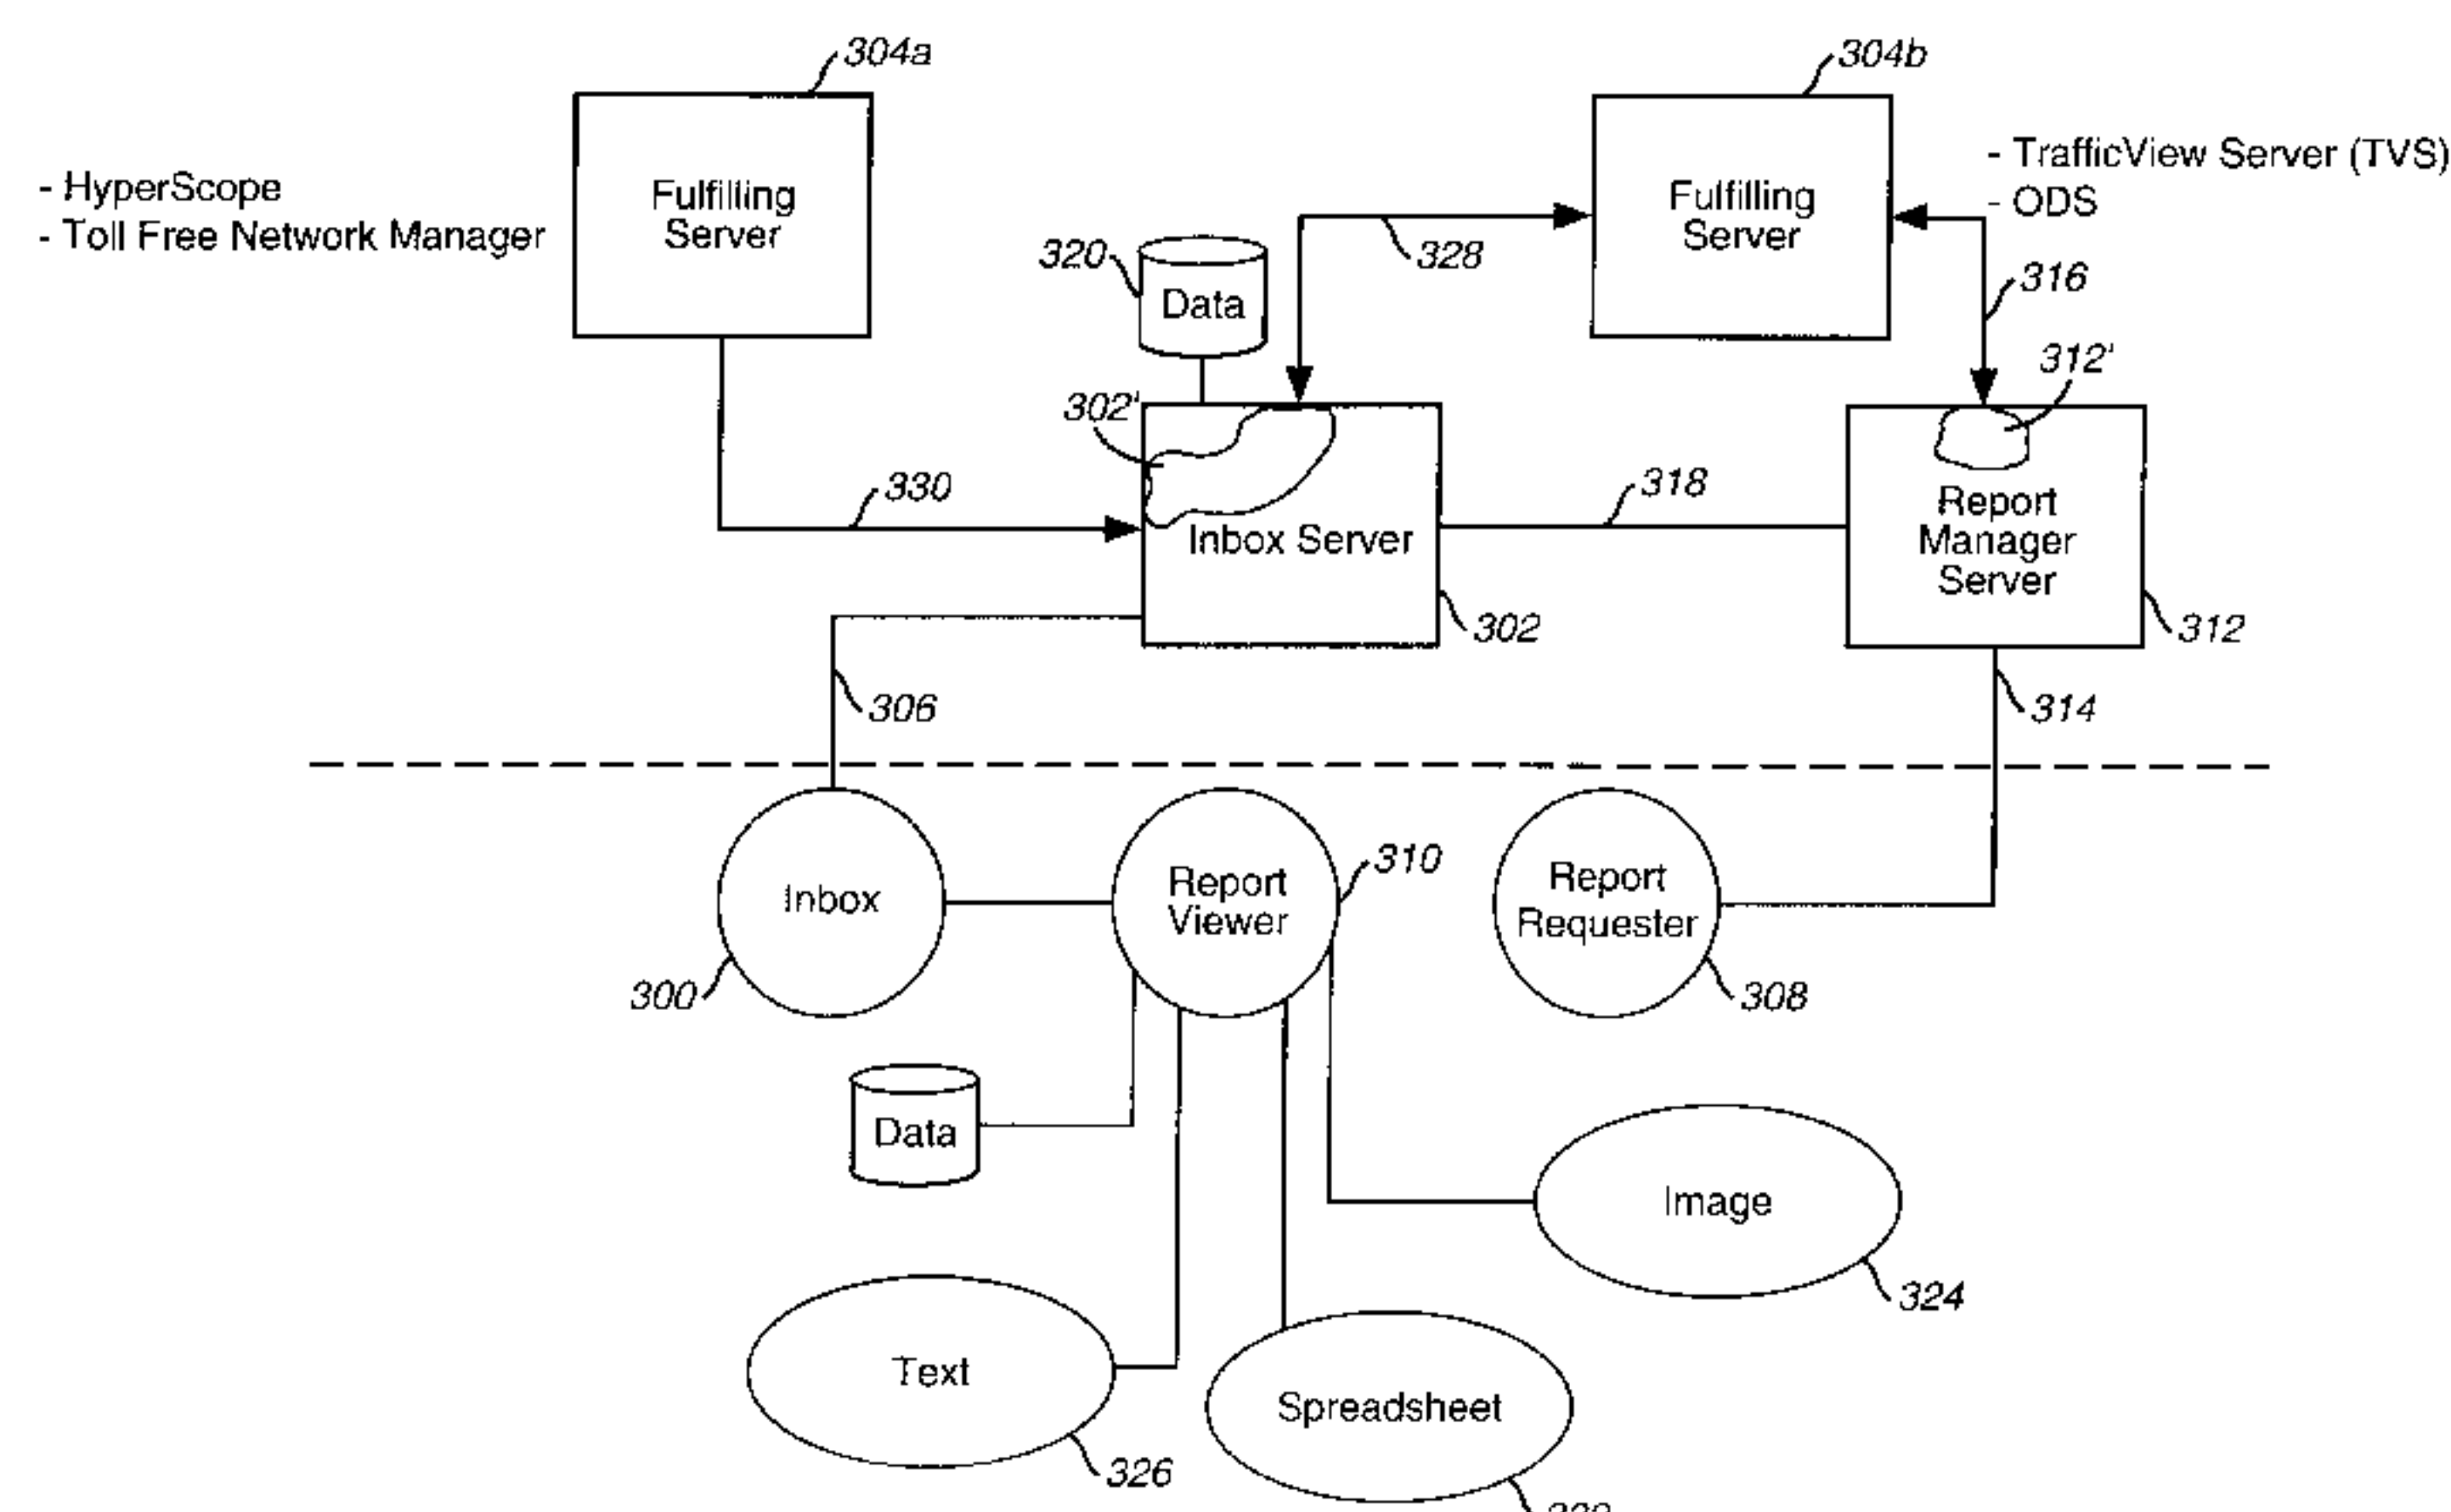 304a
304b
- HyperScope
- Toll Free Network Manager
Fulfilling
Server
Fulfilling
Server
- TrafficView Server (TVS)
- ODS
320
Data
328
316
312'
302'
330
318
Inbox Server
Report
Manager
Server
302
312
306
314
Inbox
Report
Viewer
310
Report
Requester
300
308
Data
Image
324
Text
Spreadsheet
326